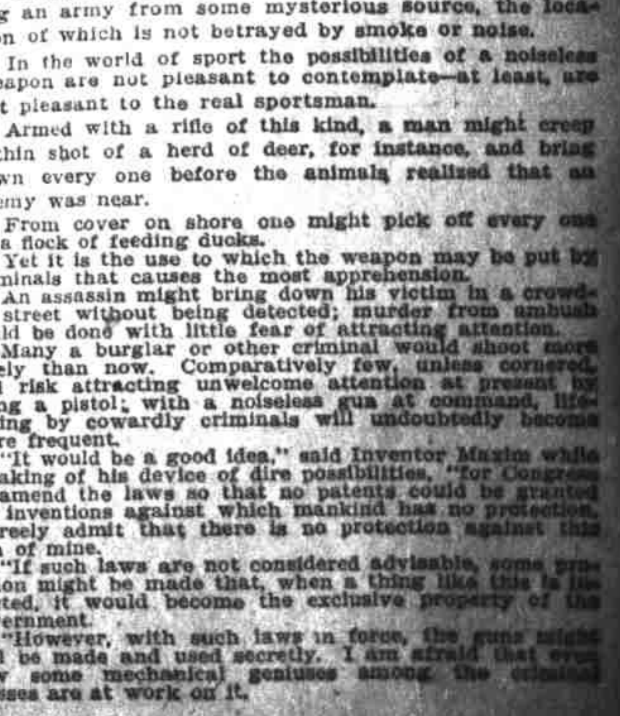 g an army from some mysterious source, the loca-
n of which is not betrayed by smoke or noise.
In the world of sport the possibilities of a noiseless
eapon are not pleasant to contemplate—at least, are
t pleasant to the real sportsman.
Armed with a rifle of this kind, a man might creep
thin shot of a herd of deer, for instance, and bring
wn every one before the animals realized that an
emy was near.
From cover on shore one might pick off every one
a flock of feeding ducks.
Yet it is the use to which the weapon may be put by
minals that causes the most apprehension.
An assassin might bring down his victim in a crowd-
street without being detected; murder from ambush
ld be done with little fear of attracting attention.
Many a burglar or other criminal would shoot more
ely than now. Comparatively few, unless cornered,
l risk attracting unwelcome attention at present by
ng a pistol; with a noiseless gun at command, life-
ing by cowardly criminals will undoubtedly become
re frequent.
"It would be a good idea," said Inventor Maxim while
aking of his device of dire possibilities, "for Congress
amend the laws so that no patents could be granted
inventions against which mankind has no protection.
reely admit that there is no protection against this
of mine.
"If such laws are not considered advisable, some pro-
on might be made that, when a thing like this is in-
ted, it would become the exclusive property of the
ernment.
"However, with such laws in force, the guns might
l be made and used secretly. I am afraid that even
w some mechanical geniuses among the criminal
sses are at work on it.